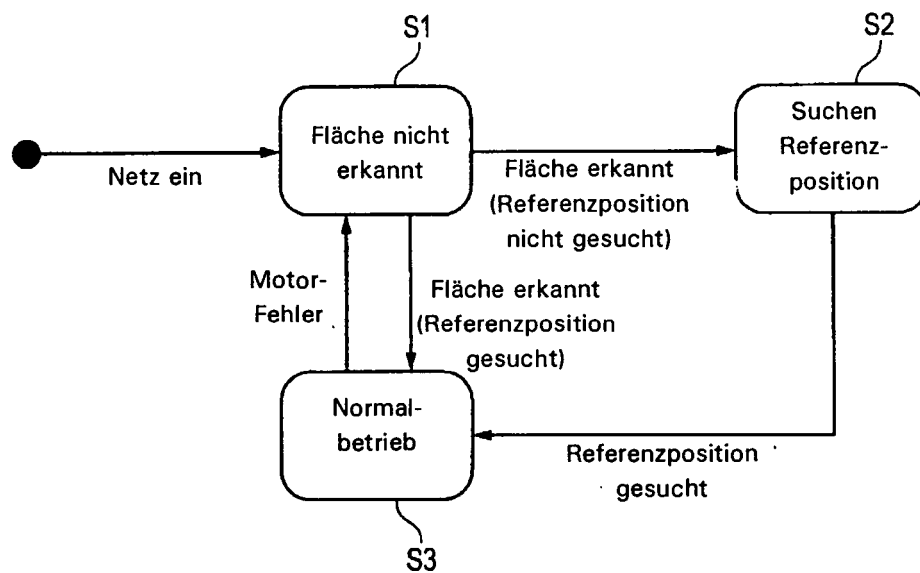 S1
S2
Fläche nicht
erkannt
Suchen
Referenz-
position
Netz ein
Fläche erkannt
(Referenzposition
nicht gesucht)
Motor-
Fehler
Fläche erkannt
(Referenzposition
gesucht)
Normal-
betrieb
Referenzposition
gesucht
S3